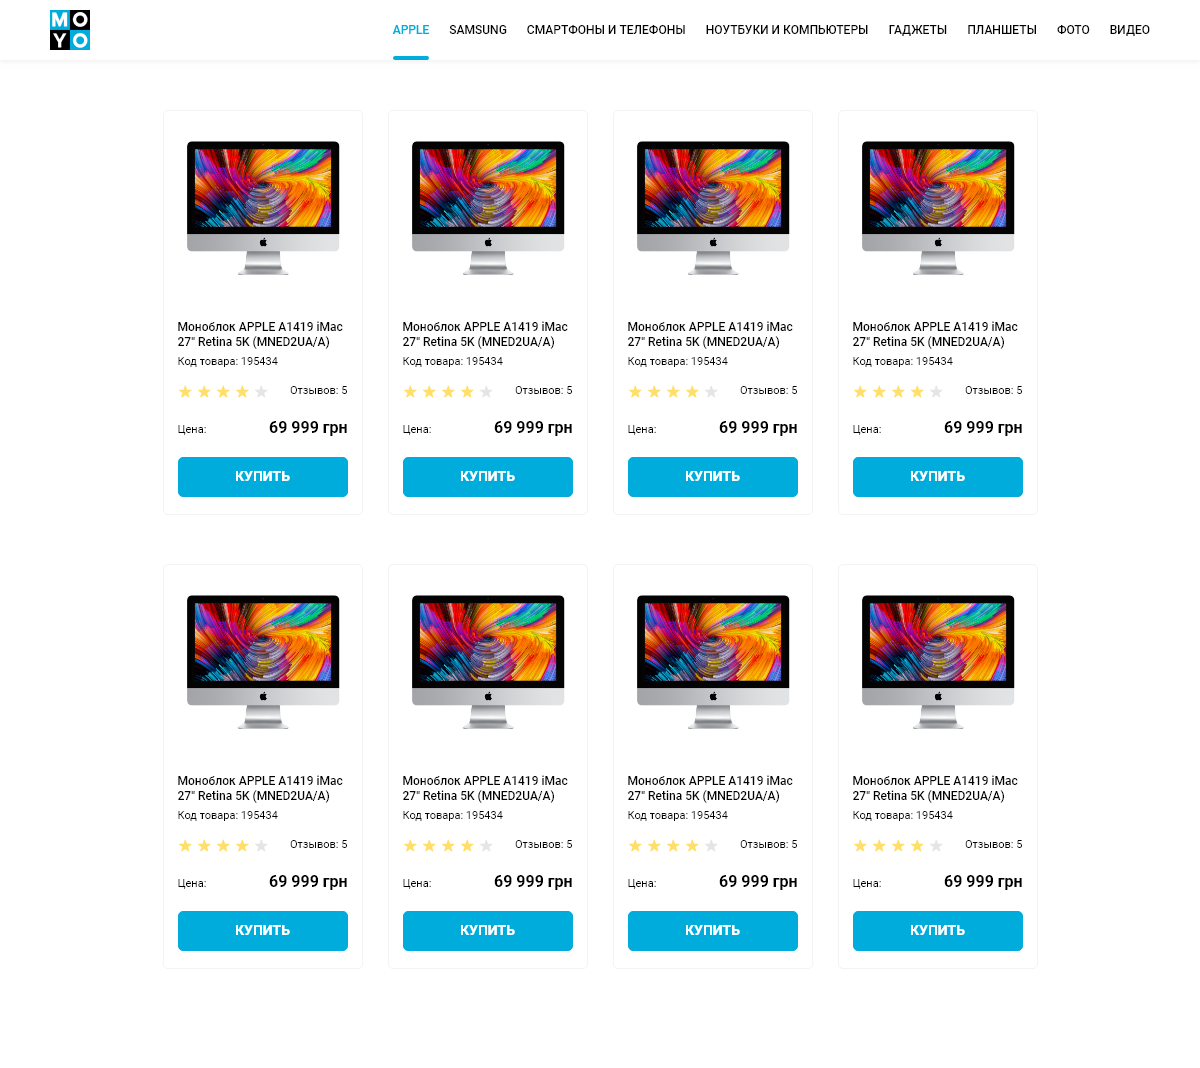 MO
YO
APPLE SAMSUNG СМАРТФОНЫ И ТЕЛЕФОНЫ НОУТБУКИ И КОМПЬЮТЕРЫ ГАДЖЕТЫ ПЛАНШЕТЫ ФОТО ВИДЕО
Моноблок APPLE A1419 iMac
27" Retina 5K (MNED2UA/A)
Код товара: 195434
Отзывов: 5
Цена: 69 999 грн
КУПИТЬ
Моноблок APPLE A1419 iMac
27" Retina 5K (MNED2UA/A)
Код товара: 195434
Отзывов: 5
Цена: 69 999 грн
КУПИТЬ
Моноблок APPLE A1419 iMac
27" Retina 5K (MNED2UA/A)
Код товара: 195434
Отзывов: 5
Цена: 69 999 грн
КУПИТЬ
Моноблок APPLE A1419 iMac
27" Retina 5K (MNED2UA/A)
Код товара: 195434
Отзывов: 5
Цена: 69 999 грн
КУПИТЬ
Моноблок APPLE A1419 iMac
27" Retina 5K (MNED2UA/A)
Код товара: 195434
Отзывов: 5
Цена: 69 999 грн
КУПИТЬ
Моноблок APPLE A1419 iMac
27" Retina 5K (MNED2UA/A)
Код товара: 195434
Отзывов: 5
Цена: 69 999 грн
КУПИТЬ
Моноблок APPLE A1419 iMac
27" Retina 5K (MNED2UA/A)
Код товара: 195434
Отзывов: 5
Цена: 69 999 грн
КУПИТЬ
Моноблок APPLE A1419 iMac
27" Retina 5K (MNED2UA/A)
Код товара: 195434
Отзывов: 5
Цена: 69 999 грн
КУПИТЬ